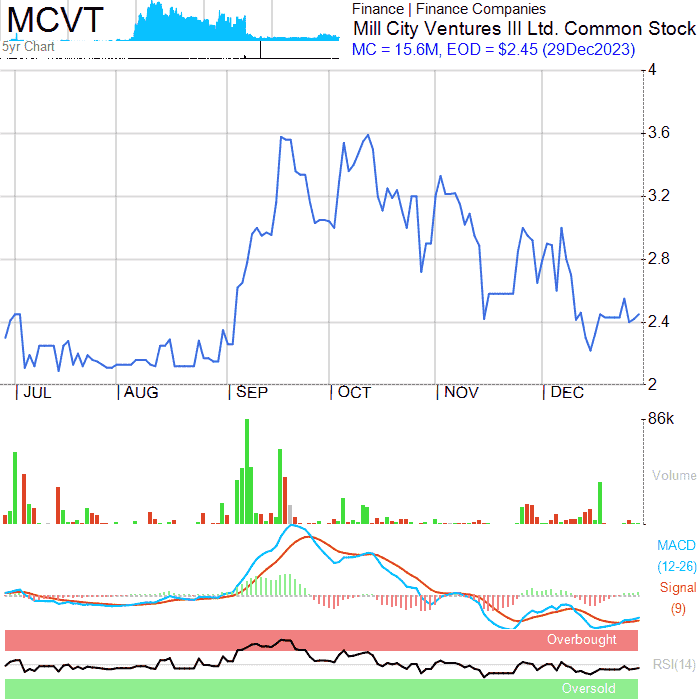 MCVT
5yr Chart
Finance | Finance Companies
Mill City Ventures III Ltd. Common Stock
MC = 15.6M, EOD = $2.45 (29Dec2023)
4
3.6
3.2
2.8
2.4
2
JUL AUG SEP OCT NOV DEC
86k
Volume
MACD
(12-26)
Signal
(9)
Overbought
RSI(14)
Oversold